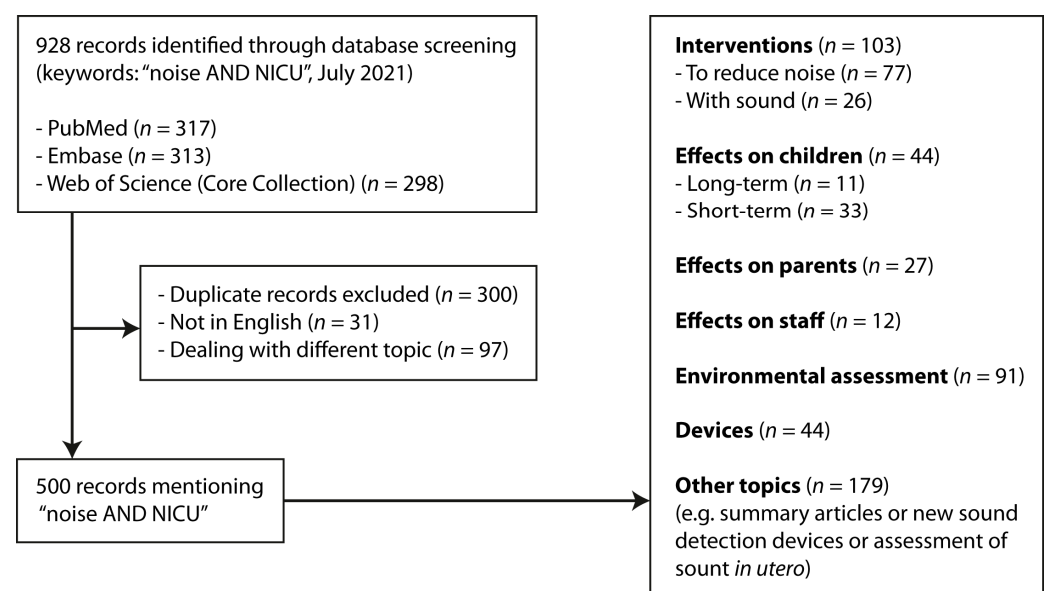 928 records identified through database screening
(keywords: “noise AND NICU”, July 2021)
- PubMed (n = 317)
- Embase (n = 313)
- Web of Science (Core Collection) (n = 298)
- Duplicate records excluded (n = 300)
- Not in English (n = 31)
- Dealing with different topic (n = 97)
500 records mentioning
“noise AND NICU”
Interventions (n = 103)
- To reduce noise (n = 77)
- With sound (n = 26)
Effects on children (n = 44)
- Long-term (n = 11)
- Short-term (n = 33)
Effects on parents (n = 27)
Effects on staff (n = 12)
Environmental assessment (n = 91)
Devices (n = 44)
Other topics (n = 179)
(e.g. summary articles or new sound
detection devices or assessment of
sount in utero)